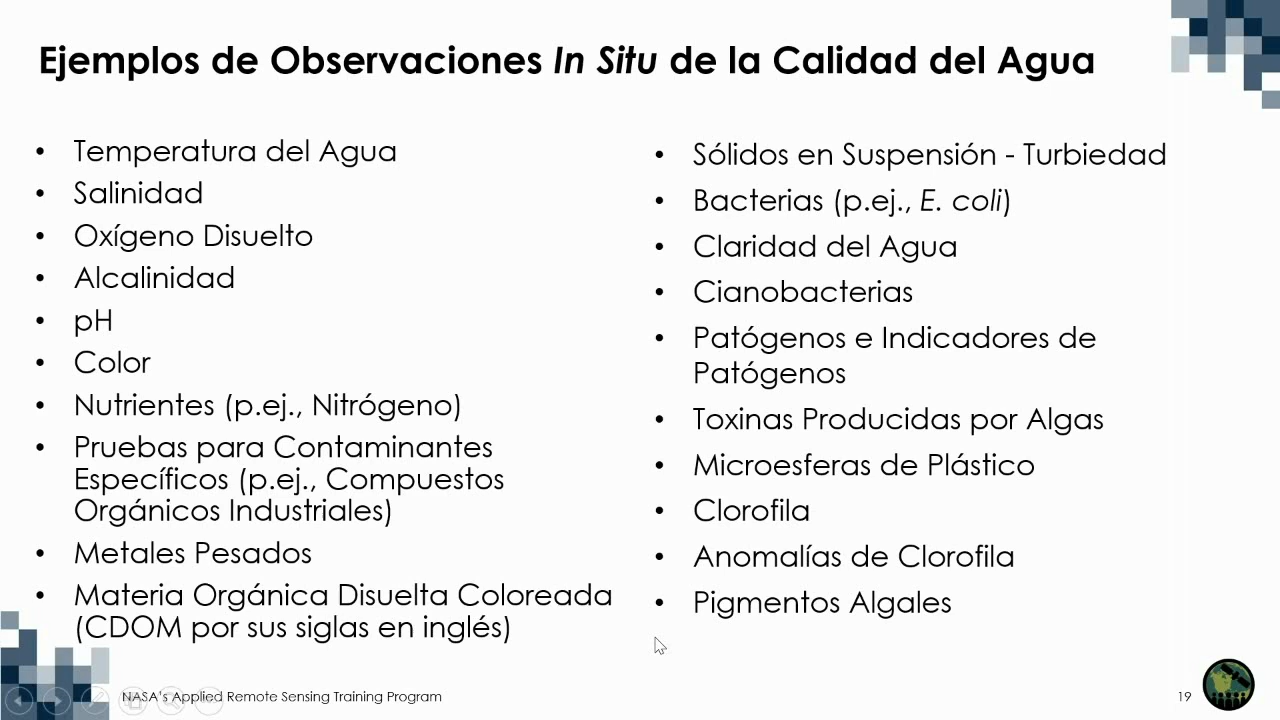 Ejemplos de Observaciones In Situ de la Calidad del Agua
• Temperatura del Agua
• Salinidad
• Oxígeno Disuelto
• Alcalinidad
• pH
• Color
• Nutrientes (p.ej., Nitrógeno)
• Pruebas para Contaminantes
Específicos (p.ej., Compuestos
Orgánicos Industriales)
• Metales Pesados
• Materia Orgánica Disuelta Coloreada
(CDOM por sus siglas en inglés)
• Sólidos en Suspensión - Turbiedad
• Bacterias (p.ej., E. coli)
• Claridad del Agua
• Cianobacterias
• Patógenos e Indicadores de
Patógenos
• Toxinas Producidas por Algas
• Microesferas de Plástico
• Clorofila
• Anomalías de Clorofila
• Pigmentos Algales
NASA's Applied Remote Sensing Training Program
19